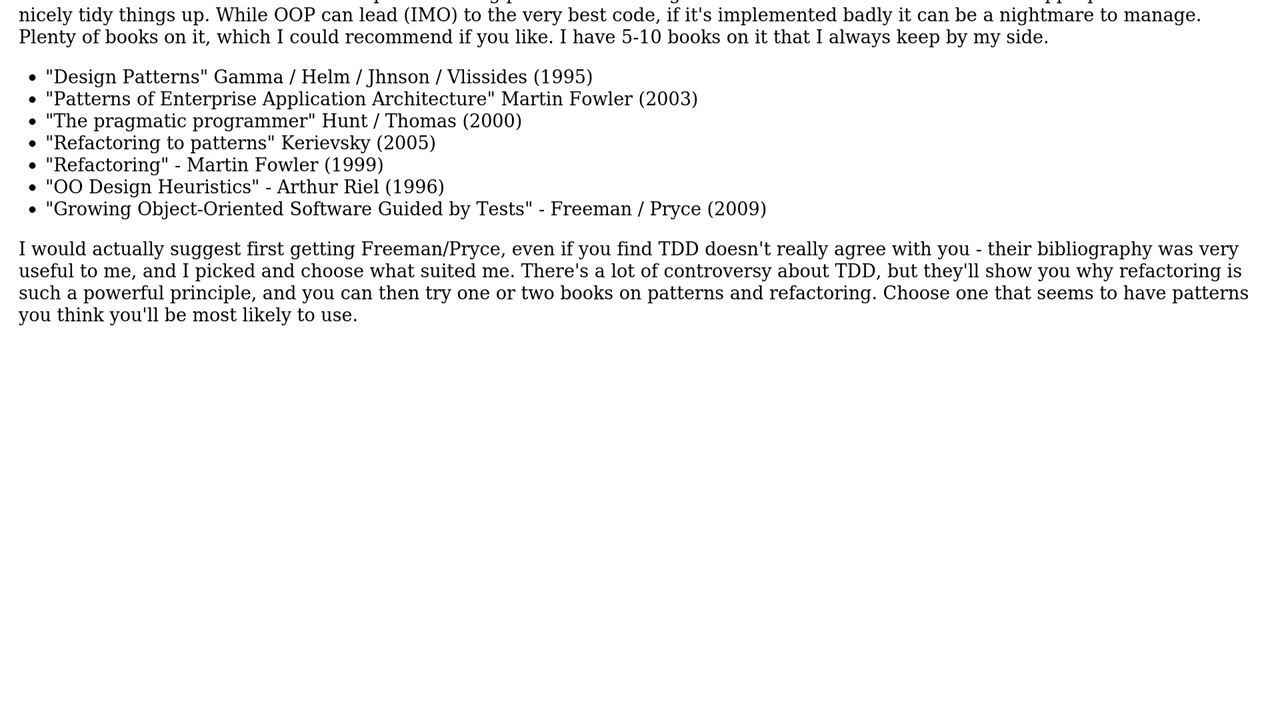 nicely tidy things up. While OOP can lead (IMO) to the very best code, if it's implemented badly it can be a nightmare to manage.
Plenty of books on it, which I could recommend if you like. I have 5-10 books on it that I always keep by my side.
• "Design Patterns" Gamma / Helm / Jhnson / Vlissides (1995)
• "Patterns of Enterprise Application Architecture" Martin Fowler (2003)
• "The pragmatic programmer" Hunt / Thomas (2000)
• "Refactoring to patterns" Kerievsky (2005)
• "Refactoring" - Martin Fowler (1999)
• "OO Design Heuristics" - Arthur Riel (1996)
• "Growing Object-Oriented Software Guided by Tests" - Freeman / Pryce (2009)
I would actually suggest first getting Freeman/Pryce, even if you find TDD doesn't really agree with you - their bibliography was very
useful to me, and I picked and choose what suited me. There's a lot of controversy about TDD, but they'll show you why refactoring is
such a powerful principle, and you can then try one or two books on patterns and refactoring. Choose one that seems to have patterns
you think you'll be most likely to use.